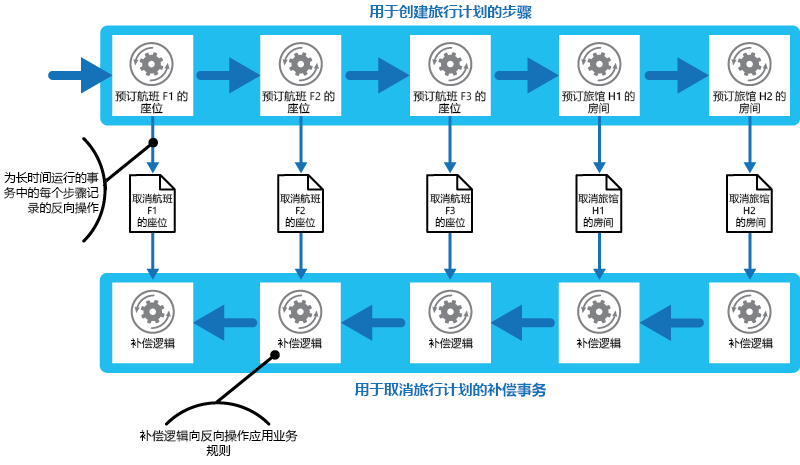 用于创建旅行计划的步骤
预订航班 F1 的
座位
预订航班 F2 的
座位
预订航班 F3 的
座位
预订旅馆 H1 的
房间
预订旅馆 H2 的
房间
为长时间运行的事
务中的每个步骤记
录的反向操作
取消航班
F1
的座位
取消航班
F2
的座位
取消航班
F3
的座位
取消旅馆
H1
的房间
取消旅馆
H2
的房间
补偿逻辑
补偿逻辑
补偿逻辑
补偿逻辑
补偿逻辑
用于取消旅行计划的补偿事务
补偿逻辑向反向操作应用业务
规则